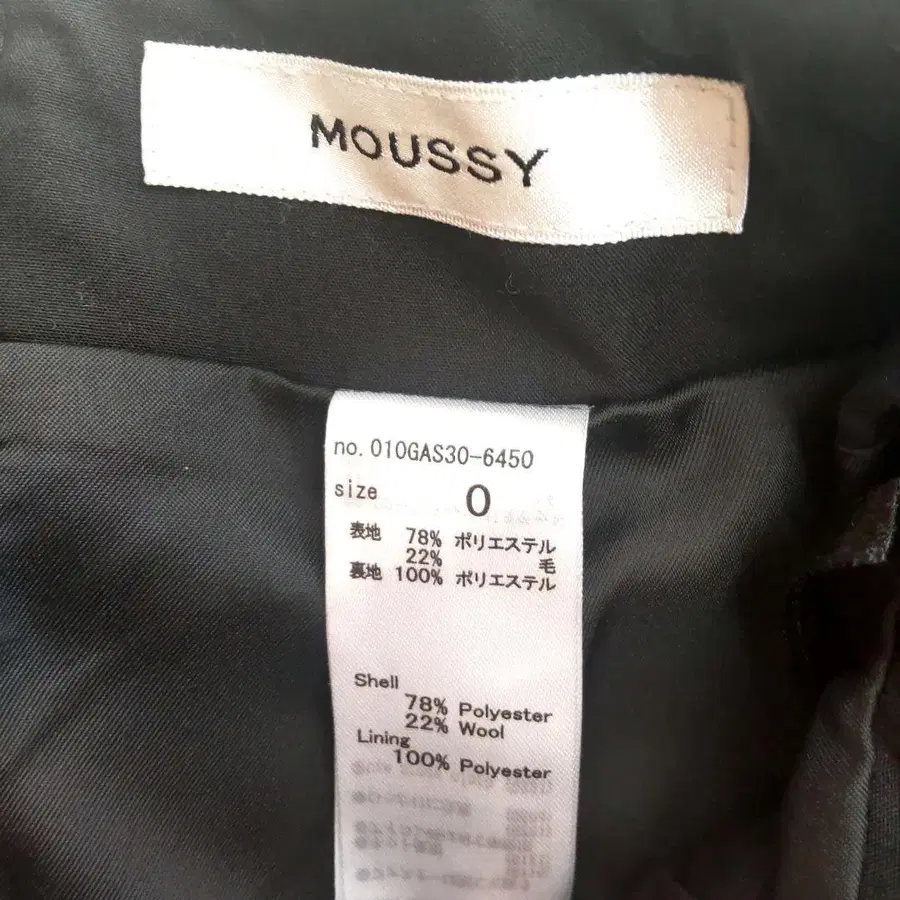 MOUSSY
no. 010GAS30-6450
size 0
表地 78% ポリエステル
22% 毛
裏地 100% ポリエステル
Shell
78% Polyester
22% Wool
Lining
100% Polyester